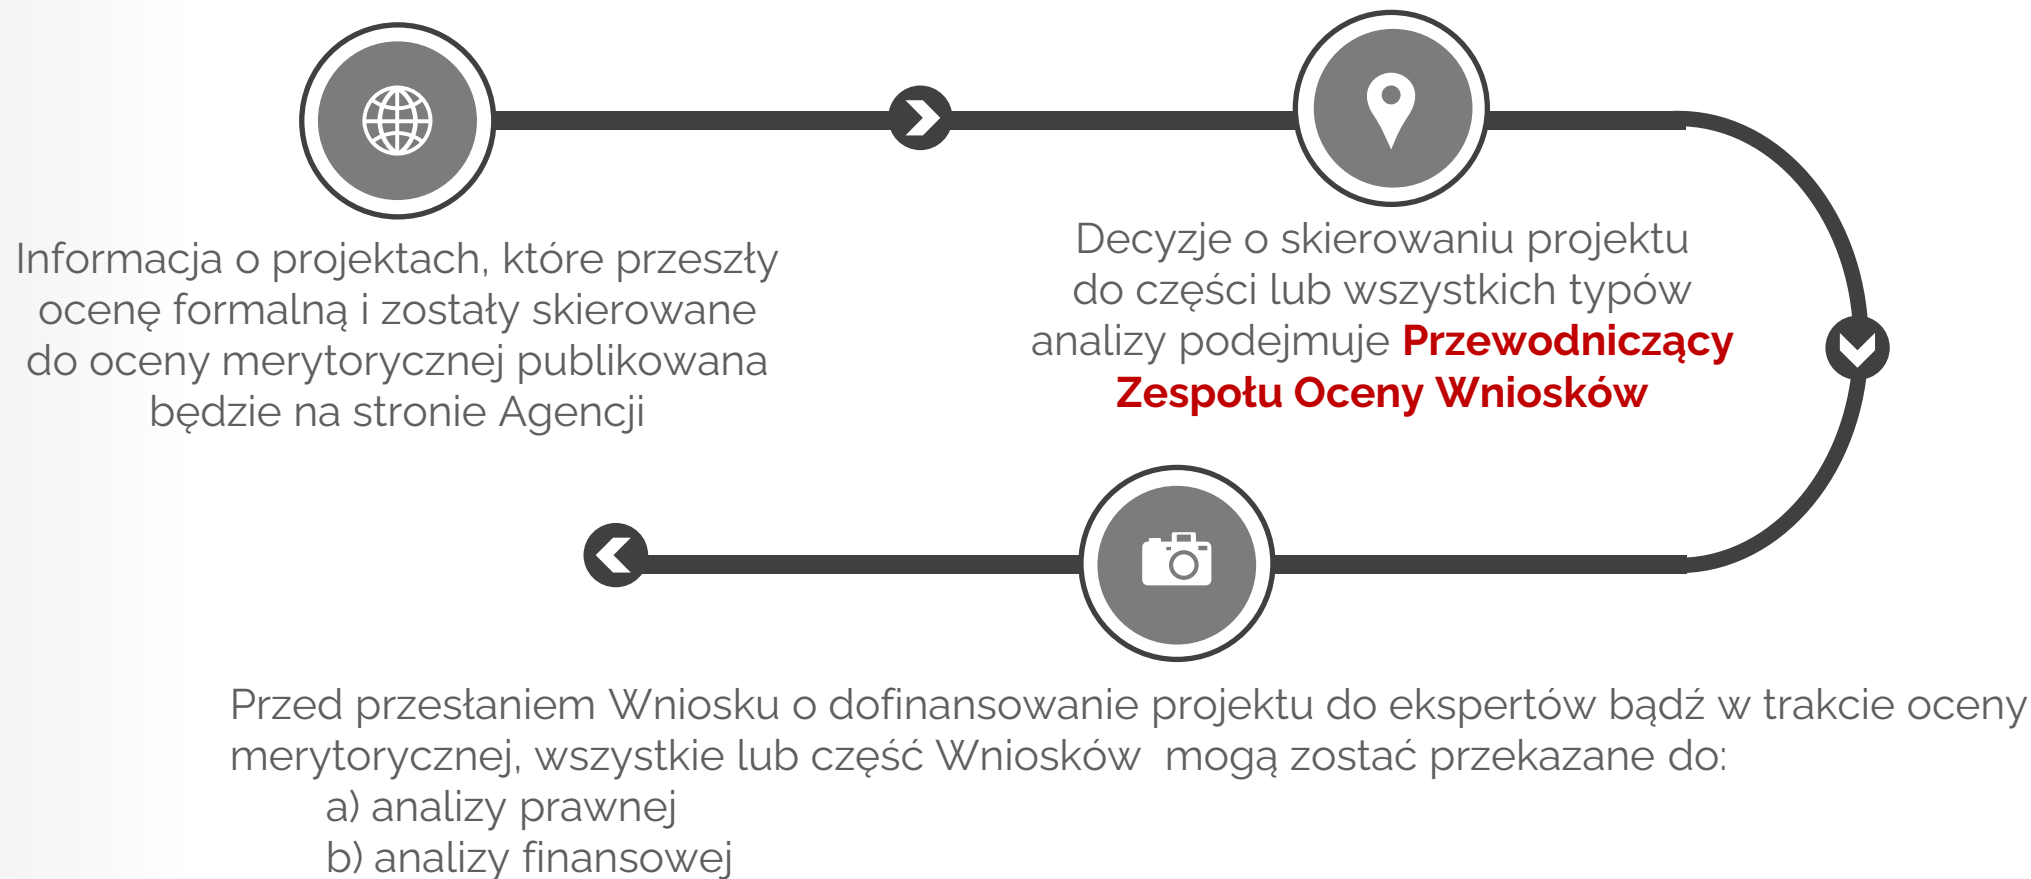 Informacja o projektach, które przeszły
ocenę formalną i zostały skierowane
do oceny merytorycznej publikowana
będzie na stronie Agencji
Decyzje o skierowaniu projektu
do części lub wszystkich typów
analizy podejmuje Przewodniczący
Zespołu Oceny Wniosków
Przed przesłaniem Wniosku o dofinansowanie projektu do ekspertów bądź w trakcie oceny
merytorycznej, wszystkie lub część Wniosków  mogą zostać przekazane do:
a) analizy prawnej
b) analizy finansowej